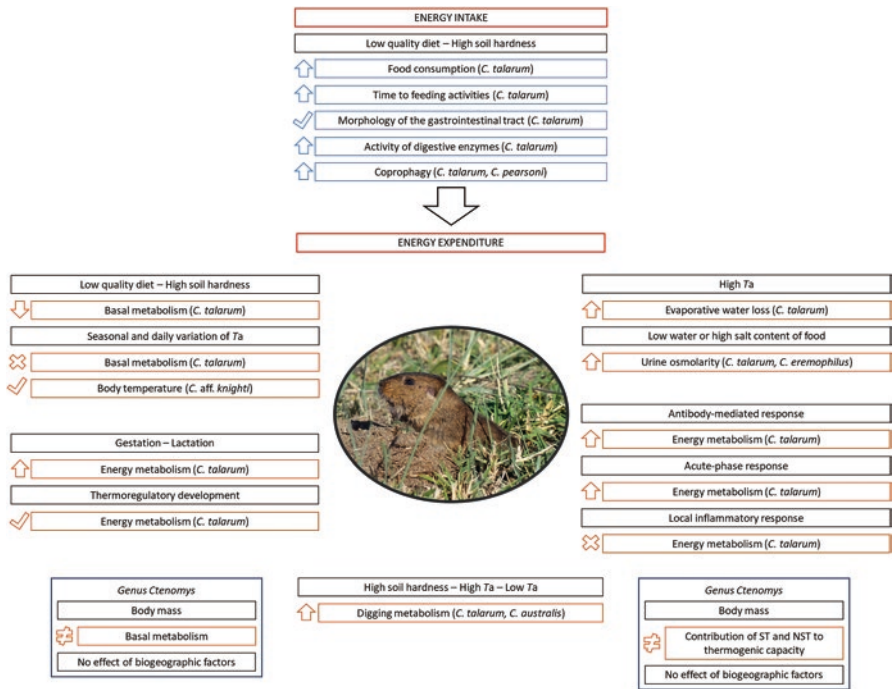 ENERGY INTAKE
Low quality diet – High soil hardness
Food consumption (C. talarum)
Time to feeding activities (C. talarum)
Morphology of the gastrointestinal tract (C. talarum)
Activity of digestive enzymes (C. talarum)
Coprophagy (C. talarum, C. pearsoni)
ENERGY EXPENDITURE
Low quality diet – High soil hardness
Basal metabolism (C. talarum)
Seasonal and daily variation of Ta
Basal metabolism (C. talarum)
Body temperature (C. aff. knighti)
Gestation – Lactation
Energy metabolism (C. talarum)
Thermoregulatory development
Energy metabolism (C. talarum)
High Ta
Evaporative water loss (C. talarum)
Low water or high salt content of food
Urine osmolarity (C. talarum, C. eremophilus)
Antibody-mediated response
Energy metabolism (C. talarum)
Acute-phase response
Energy metabolism (C. talarum)
Local inflammatory response
Energy metabolism (C. talarum)
Genus Ctenomys
Body mass
≠ Basal metabolism
No effect of biogeographic factors
High soil hardness – High Ta – Low Ta
Digging metabolism (C. talarum, C. australis)
Genus Ctenomys
Body mass
≠ Contribution of ST and NST to
thermogenic capacity
No effect of biogeographic factors